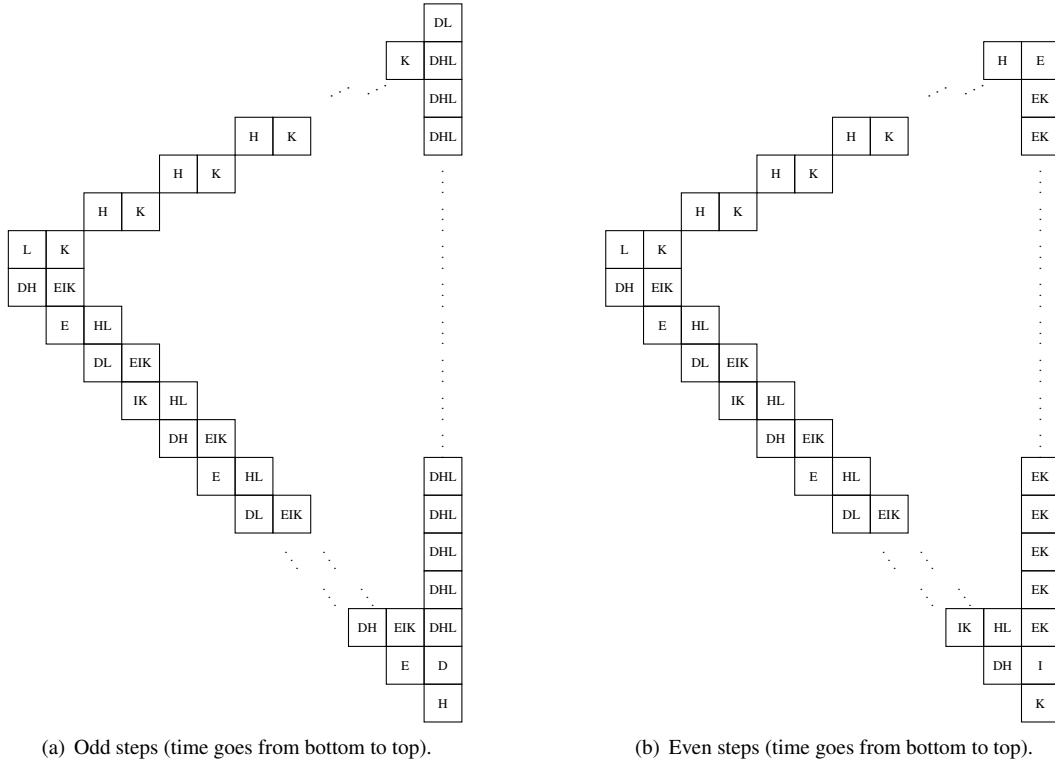 DL
K DHL H E
DHL EK
H K DHL H K EK
H K H K
H K H K
L K L K
DH EIK DH EIK
E HL E HL
DL EIK DL EIK
IK HL IK HL
DH EIK DH EIK
E HL DHL E HL EK
DL EIK DHL DL EIK EK
DHL EK
DHL EK
DH EIK DHL IK HL EK
E D DH I
H K
(a) Odd steps (time goes from bottom to top). (b) Even steps (time goes from bottom to top).